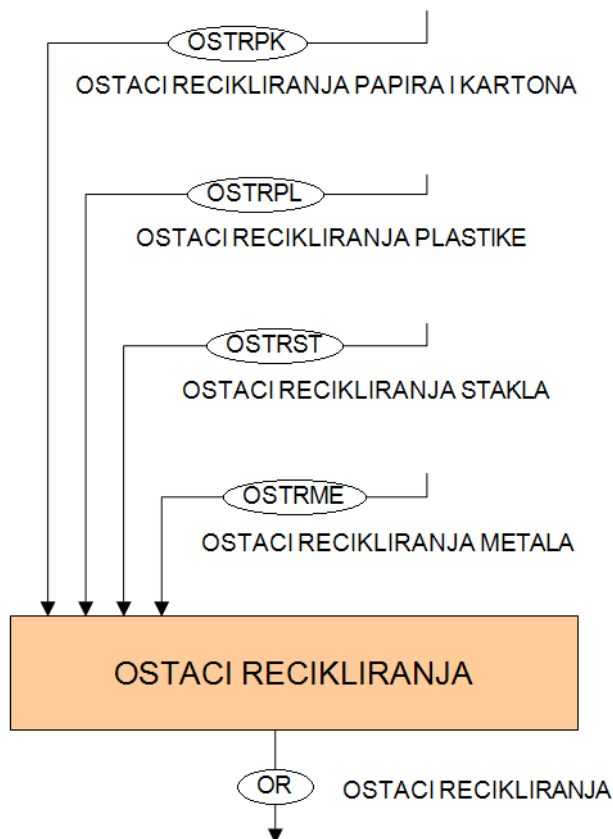 OSTRPK
OSTACI RECIKLIRANJA PAPIRA I KARTONA
OSTRPL
OSTACI RECIKLIRANJA PLASTIKE
OSTRST
OSTACI RECIKLIRANJA STAKLA
OSTRME
OSTACI RECIKLIRANJA METALA
OSTACI RECIKLIRANJA
OR
OSTACI RECIKLIRANJA